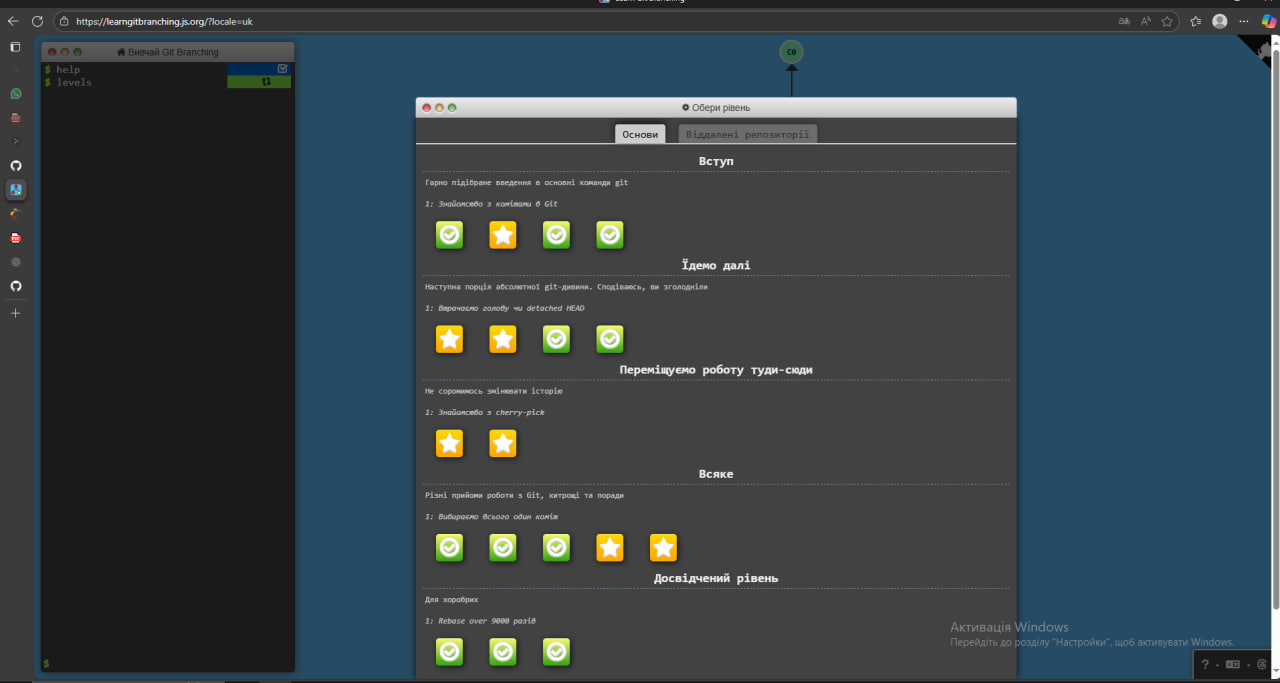 https://learngitbranching.js.org/?locale=uk
Вивчай Git Branching
$ help
$ levels
$
ce
Обери рівень
Основи
Віддалені репозиторії
Вступ
Гарно підібране введення в основні команди git
1: Знайомство з комітами в Git
Їдемо далі
Наступна порція абсолютної git-дивини. Сподіваюсь, ви зголодніли
1: Втрачаємо голову чи detached HEAD
Переміщуємо роботу туди-сюди
Не соромимось змінювати історію
1: Знайомство з cherry-pick
Всяке
Різні прийоми роботи з Git, хитрощі та поради
1: Вибираємо всього один коміт
Досвідчений рівень
Для хоробрих
1: Rebase over 9000 разів
Активація Windows
Перейдіть до розділу "Настройки", щоб активувати Windows.
?